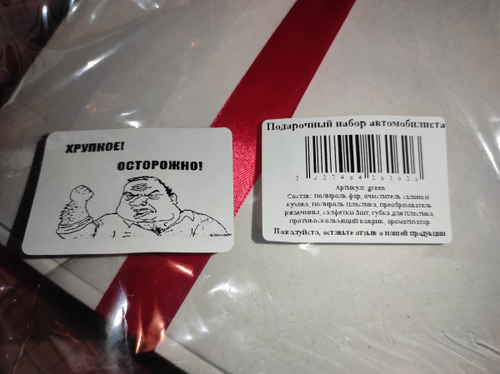 ХРУПКОЕ!
ОСТОРОЖНО!
Подарочный набор автомобилиста
Артикул: green
Состав: полироль фар, очиститель салона и
кузова, полироль пластика, преобразователь
ржавчины, салфетки 3шт, губка для пластика,
противоскользящий коврик, ароматизатор.
Пожалуйста, оставьте отзыв о нашей продукции